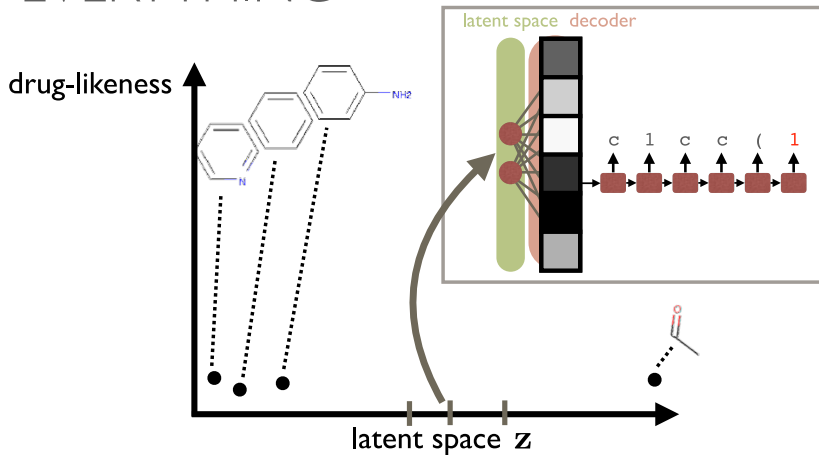 latent space decoder
drug-likeness
NH2
N
c 1 c c ( 1
O
latent space z